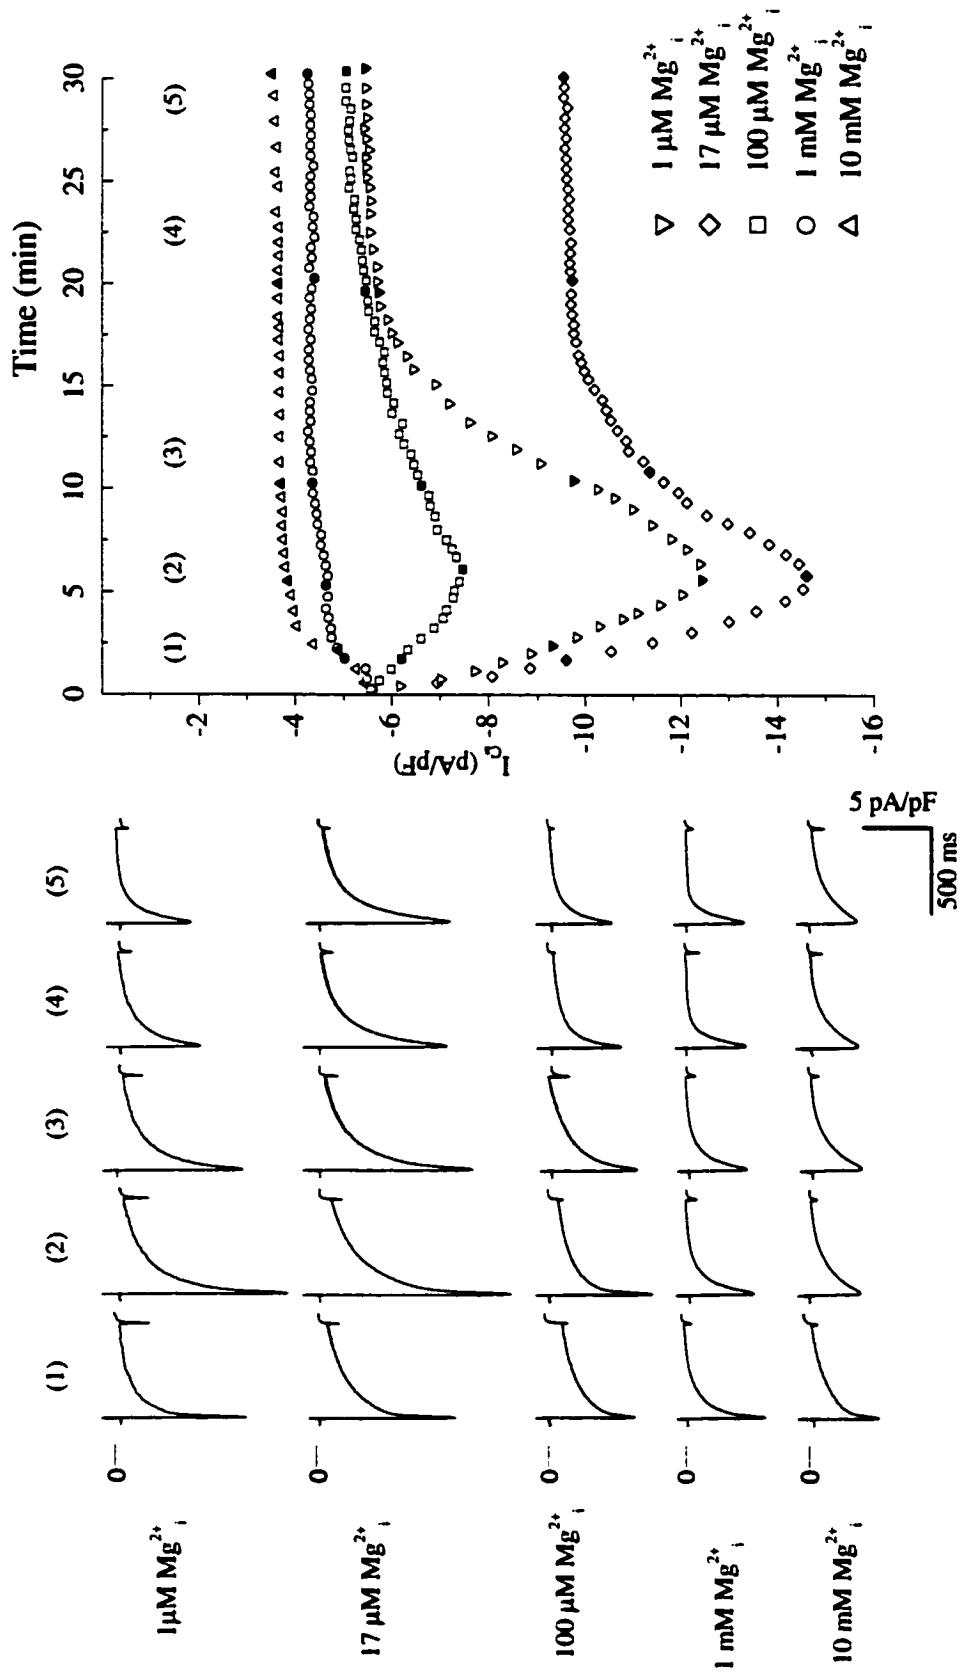 (1) (2) (3) (4) (5)
0
1μM Mg²⁺ᵢ
0
17 μM Mg²⁺ᵢ
0
100 μM Mg²⁺ᵢ
0
1 mM Mg²⁺ᵢ
0
10 mM Mg²⁺ᵢ
5 pA/pF
500 ms
Time (min)
0 5 10 15 20 25 30
(1) (2) (3) (4) (5)
-2
-4
-6
-8
-10
-12
-14
-16
I_Ca (pA/pF)
1 μM Mg²⁺ᵢ
17 μM Mg²⁺ᵢ
100 μM Mg²⁺ᵢ
1 mM Mg²⁺ᵢ
10 mM Mg²⁺ᵢ